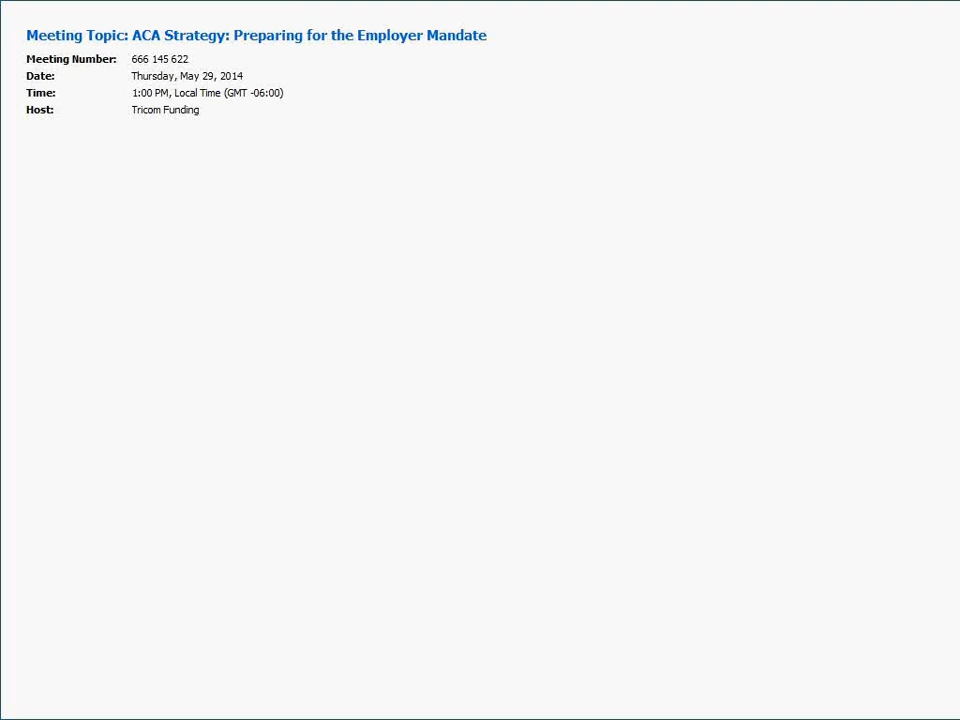 Meeting Topic: ACA Strategy: Preparing for the Employer Mandate
Meeting Number: 666 145 622
Date: Thursday, May 29, 2014
Time: 1:00 PM, Local Time (GMT -06:00)
Host: Tricom Funding